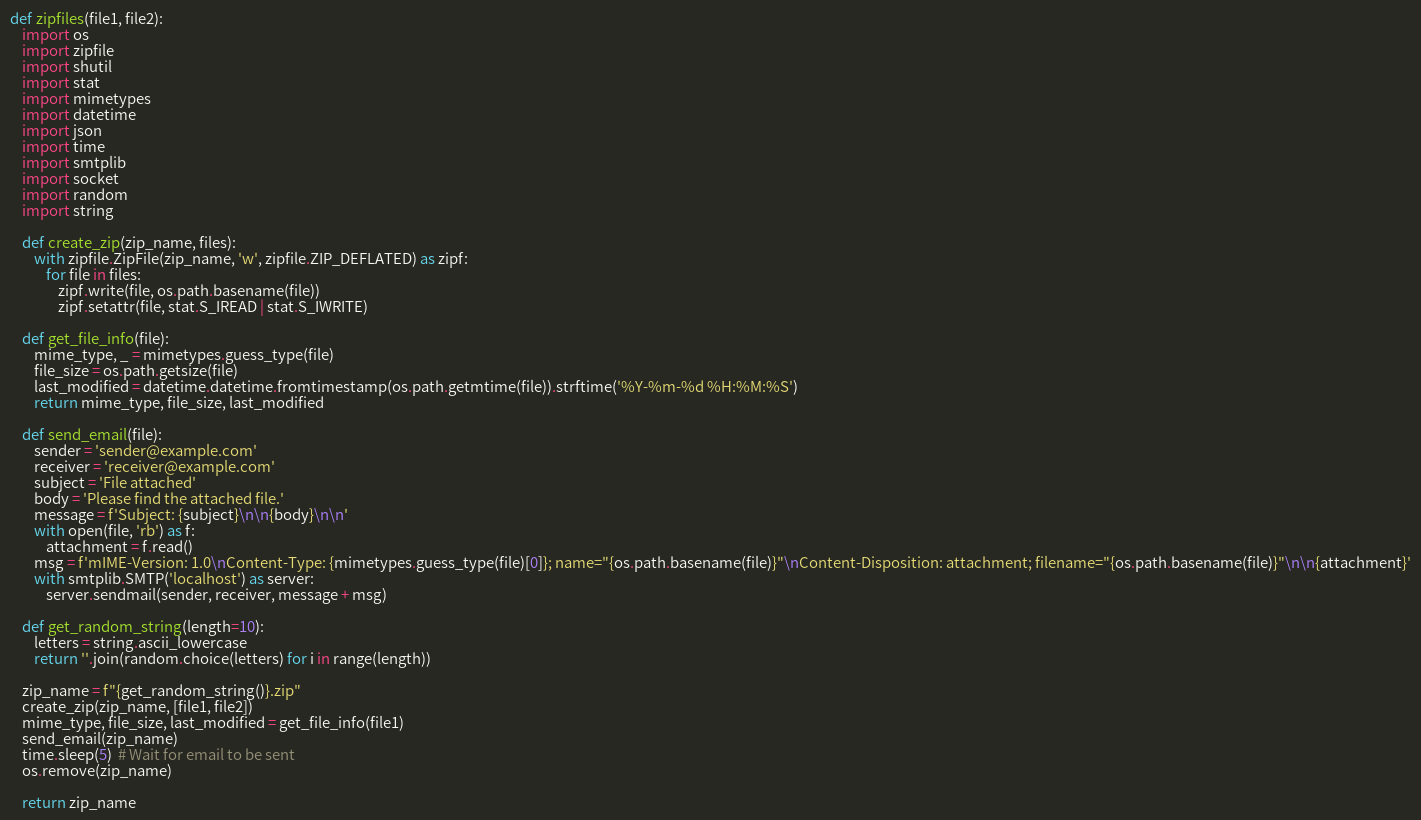 def zipfiles(file1, file2):
import os
import zipfile
import shutil
import stat
import mimetypes
import datetime
import json
import time
import smtplib
import socket
import random
import string
def create_zip(zip_name, files):
with zipfile.ZipFile(zip_name, 'w', zipfile.ZIP_DEFLATED) as zipf:
for file in files:
zipf.write(file, os.path.basename(file))
zipf.setattr(file, stat.S_IREAD | stat.S_IWRITE)
def get_file_info(file):
mime_type, _ = mimetypes.guess_type(file)
file_size = os.path.getsize(file)
last_modified = datetime.datetime.fromtimestamp(os.path.getmtime(file)).strftime('%Y-%m-%d %H:%M:%S')
return mime_type, file_size, last_modified
def send_email(file):
sender = 'sender@example.com'
receiver = 'receiver@example.com'
subject = 'File attached'
body = 'Please find the attached file.'
message = f'Subject: {subject}\n\n{body}\n\n'
with open(file, 'rb') as f:
attachment = f.read()
msg = f'mIME-Version: 1.0\nContent-Type: {mimetypes.guess_type(file)[0]}; name="{os.path.basename(file)}"\nContent-Disposition: attachment; filename="{os.path.basename(file)}"\n\n{attachment}'
with smtplib.SMTP('localhost') as server:
server.sendmail(sender, receiver, message + msg)
def get_random_string(length=10):
letters = string.ascii_lowercase
return ''.join(random.choice(letters) for i in range(length))
zip_name = f"{get_random_string()}.zip"
create_zip(zip_name, [file1, file2])
mime_type, file_size, last_modified = get_file_info(file1)
send_email(zip_name)
time.sleep(5)  # Wait for email to be sent
os.remove(zip_name)
return zip_name